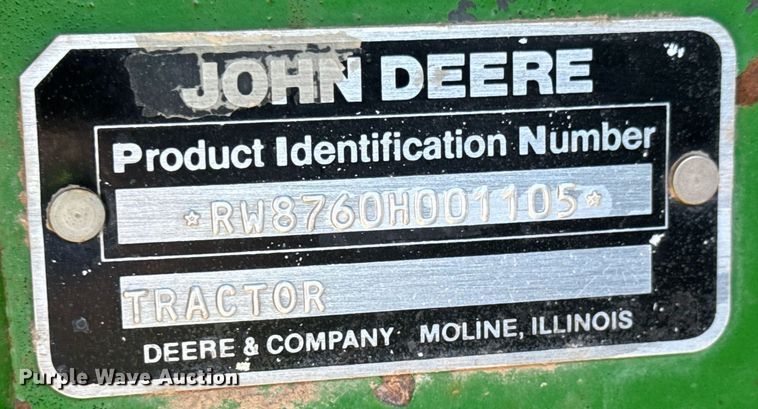 JOHN DEERE
Product Identification Number
*RW8760H001105*
TRACTOR
DEERE & COMPANY MOLINE, ILLINOIS
Purple Wave Auction